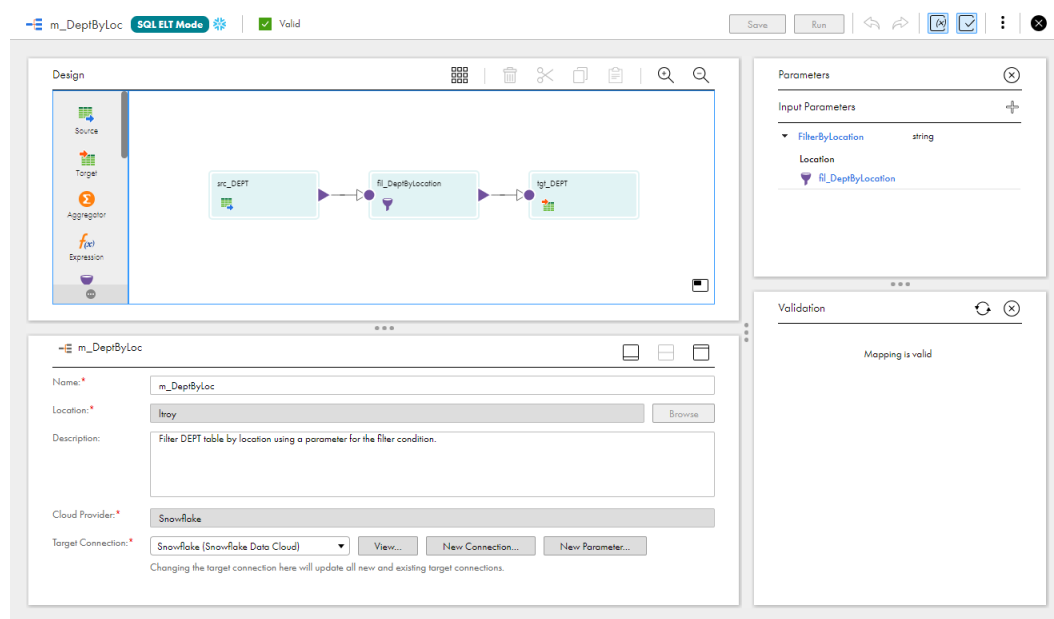 m_DeptByLoc SQL ELT Mode Valid Save Run
Design
Source
Target
Aggregator
Expression
src_DEPT fil_DeptByLocation tgt_DEPT
Parameters
Input Parameters
FilterByLocation string
Location
fil_DeptByLocation
Validation
Mapping is valid
m_DeptByLoc
Name:* m_DeptByLoc
Location:* ltroy Browse
Description: Filter DEPT table by location using a parameter for the filter condition.
Cloud Provider:* Snowflake
Target Connection:* Snowflake (Snowflake Data Cloud) View... New Connection... New Parameter...
Changing the target connection here will update all new and existing target connections.